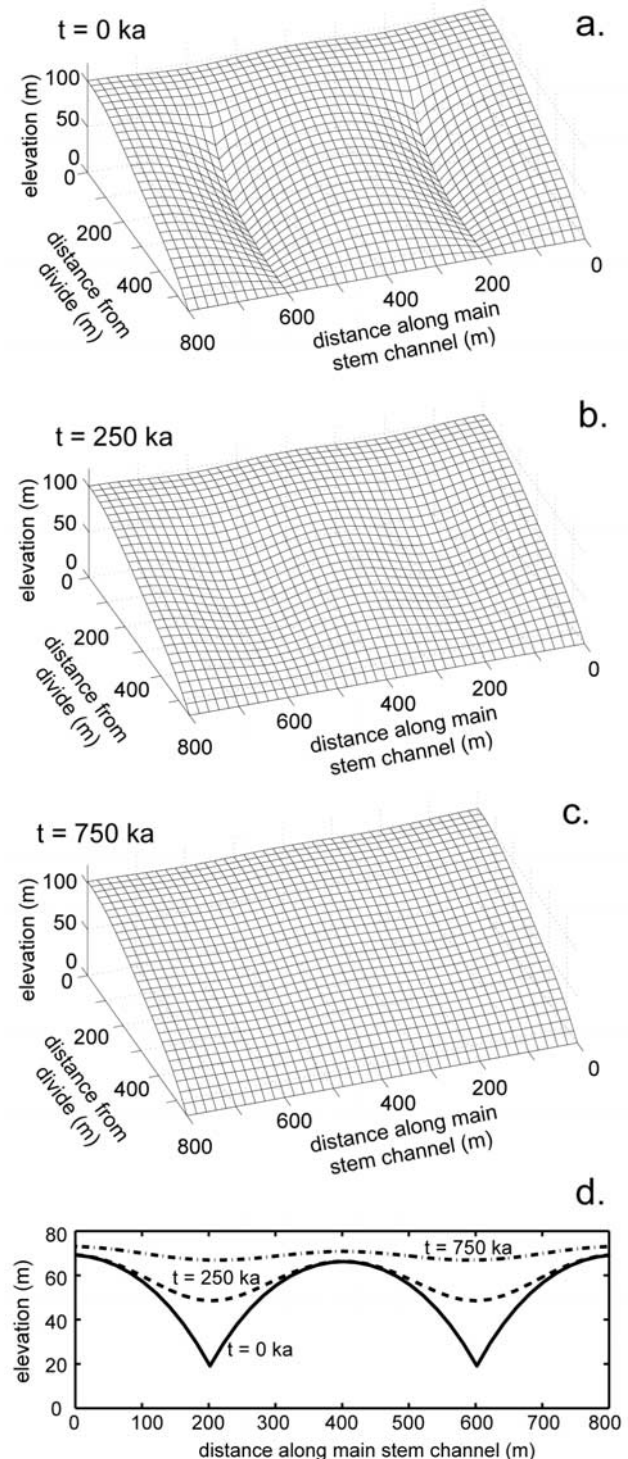 t = 0 ka
a.
elevation (m)
100
50
0
0
200
400
distance from
divide (m)
800
600
400
200
0
distance along main
stem channel (m)
t = 250 ka
b.
elevation (m)
100
50
0
0
200
400
distance from
divide (m)
800
600
400
200
0
distance along main
stem channel (m)
t = 750 ka
c.
elevation (m)
100
50
0
0
200
400
distance from
divide (m)
800
600
400
200
0
distance along main
stem channel (m)
d.
elevation (m)
80
60
40
20
0
t = 750 ka
t = 250 ka
t = 0 ka
0 100 200 300 400 500 600 700 800
distance along main stem channel (m)